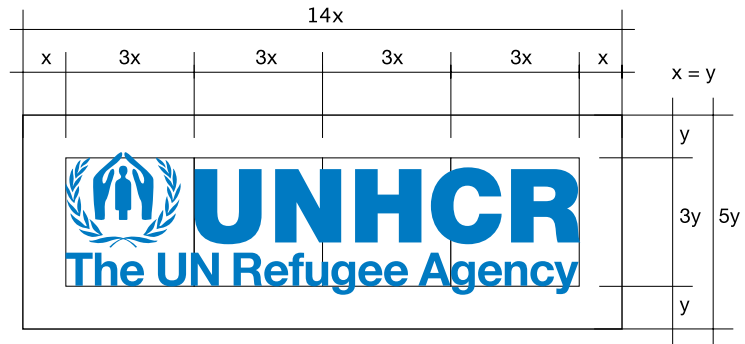 14x
x 3x 3x 3x 3x x
x = y
y
UNHCR
3y 5y
The UN Refugee Agency
y